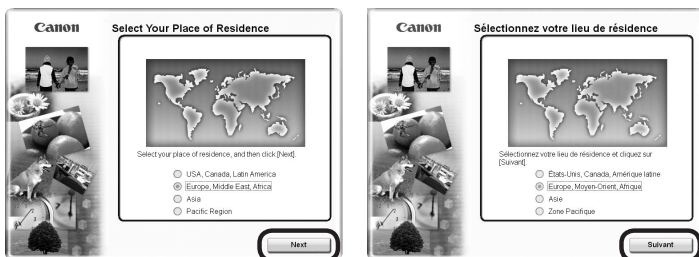 Canon
Select Your Place of Residence
Select your place of residence, and then click [Next].
USA, Canada, Latin America
Europe, Middle East, Africa
Asia
Pacific Region
Next
Canon
Sélectionnez votre lieu de résidence
Sélectionnez votre lieu de résidence et cliquez sur
[Suivant].
États-Unis, Canada, Amérique latine
Europe, Moyen-Orient, Afrique
Asie
Zone Pacifique
Suivant